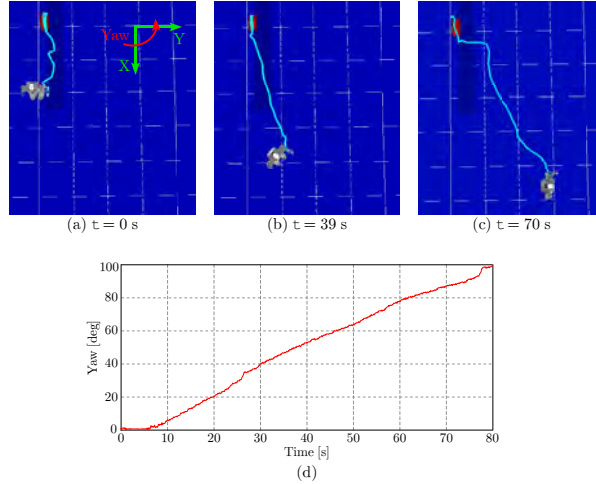 Yaw
Y
X
(a) t = 0 s
(b) t = 39 s
(c) t = 70 s
100
80
60
40
20
0
Yaw [deg]
0 10 20 30 40 50 60 70 80
Time [s]
(d)